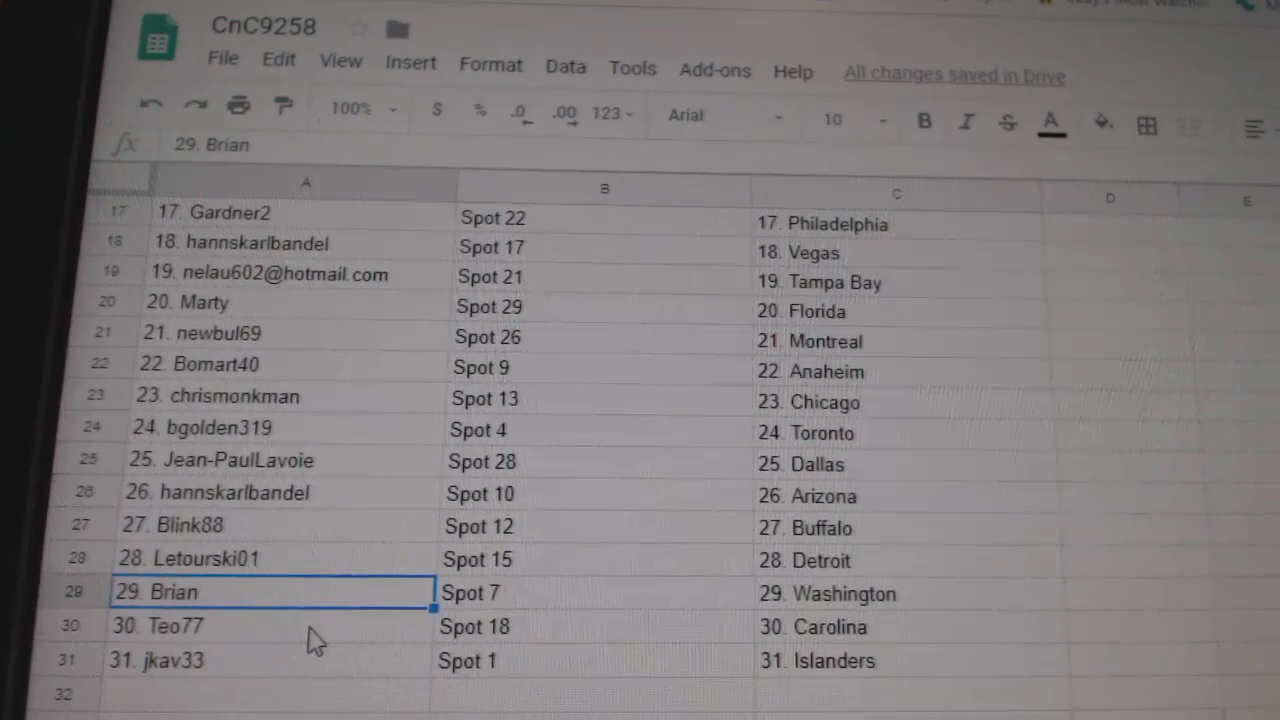 CnC9258
File Edit View Insert Format Data Tools Add-ons Help All changes saved in Drive
100% $ % .0 .00 123 Arial 10 B I S A
fx 29. Brian
A B C D E
17 17. Gardner2 Spot 22 17. Philadelphia
18 18. hannskarlbandel Spot 17 18. Vegas
19 19. nelau602@hotmail.com Spot 21 19. Tampa Bay
20 20. Marty Spot 29 20. Florida
21 21. newbul69 Spot 26 21. Montreal
22 22. Bomart40 Spot 9 22. Anaheim
23 23. chrismonkman Spot 13 23. Chicago
24 24. bgolden319 Spot 4 24. Toronto
25 25. Jean-PaulLavoie Spot 28 25. Dallas
26 26. hannskarlbandel Spot 10 26. Arizona
27 27. Blink88 Spot 12 27. Buffalo
28 28. Letourski01 Spot 15 28. Detroit
29 29. Brian Spot 7 29. Washington
30 30. Teo77 Spot 18 30. Carolina
31 31. jkav33 Spot 1 31. Islanders
32